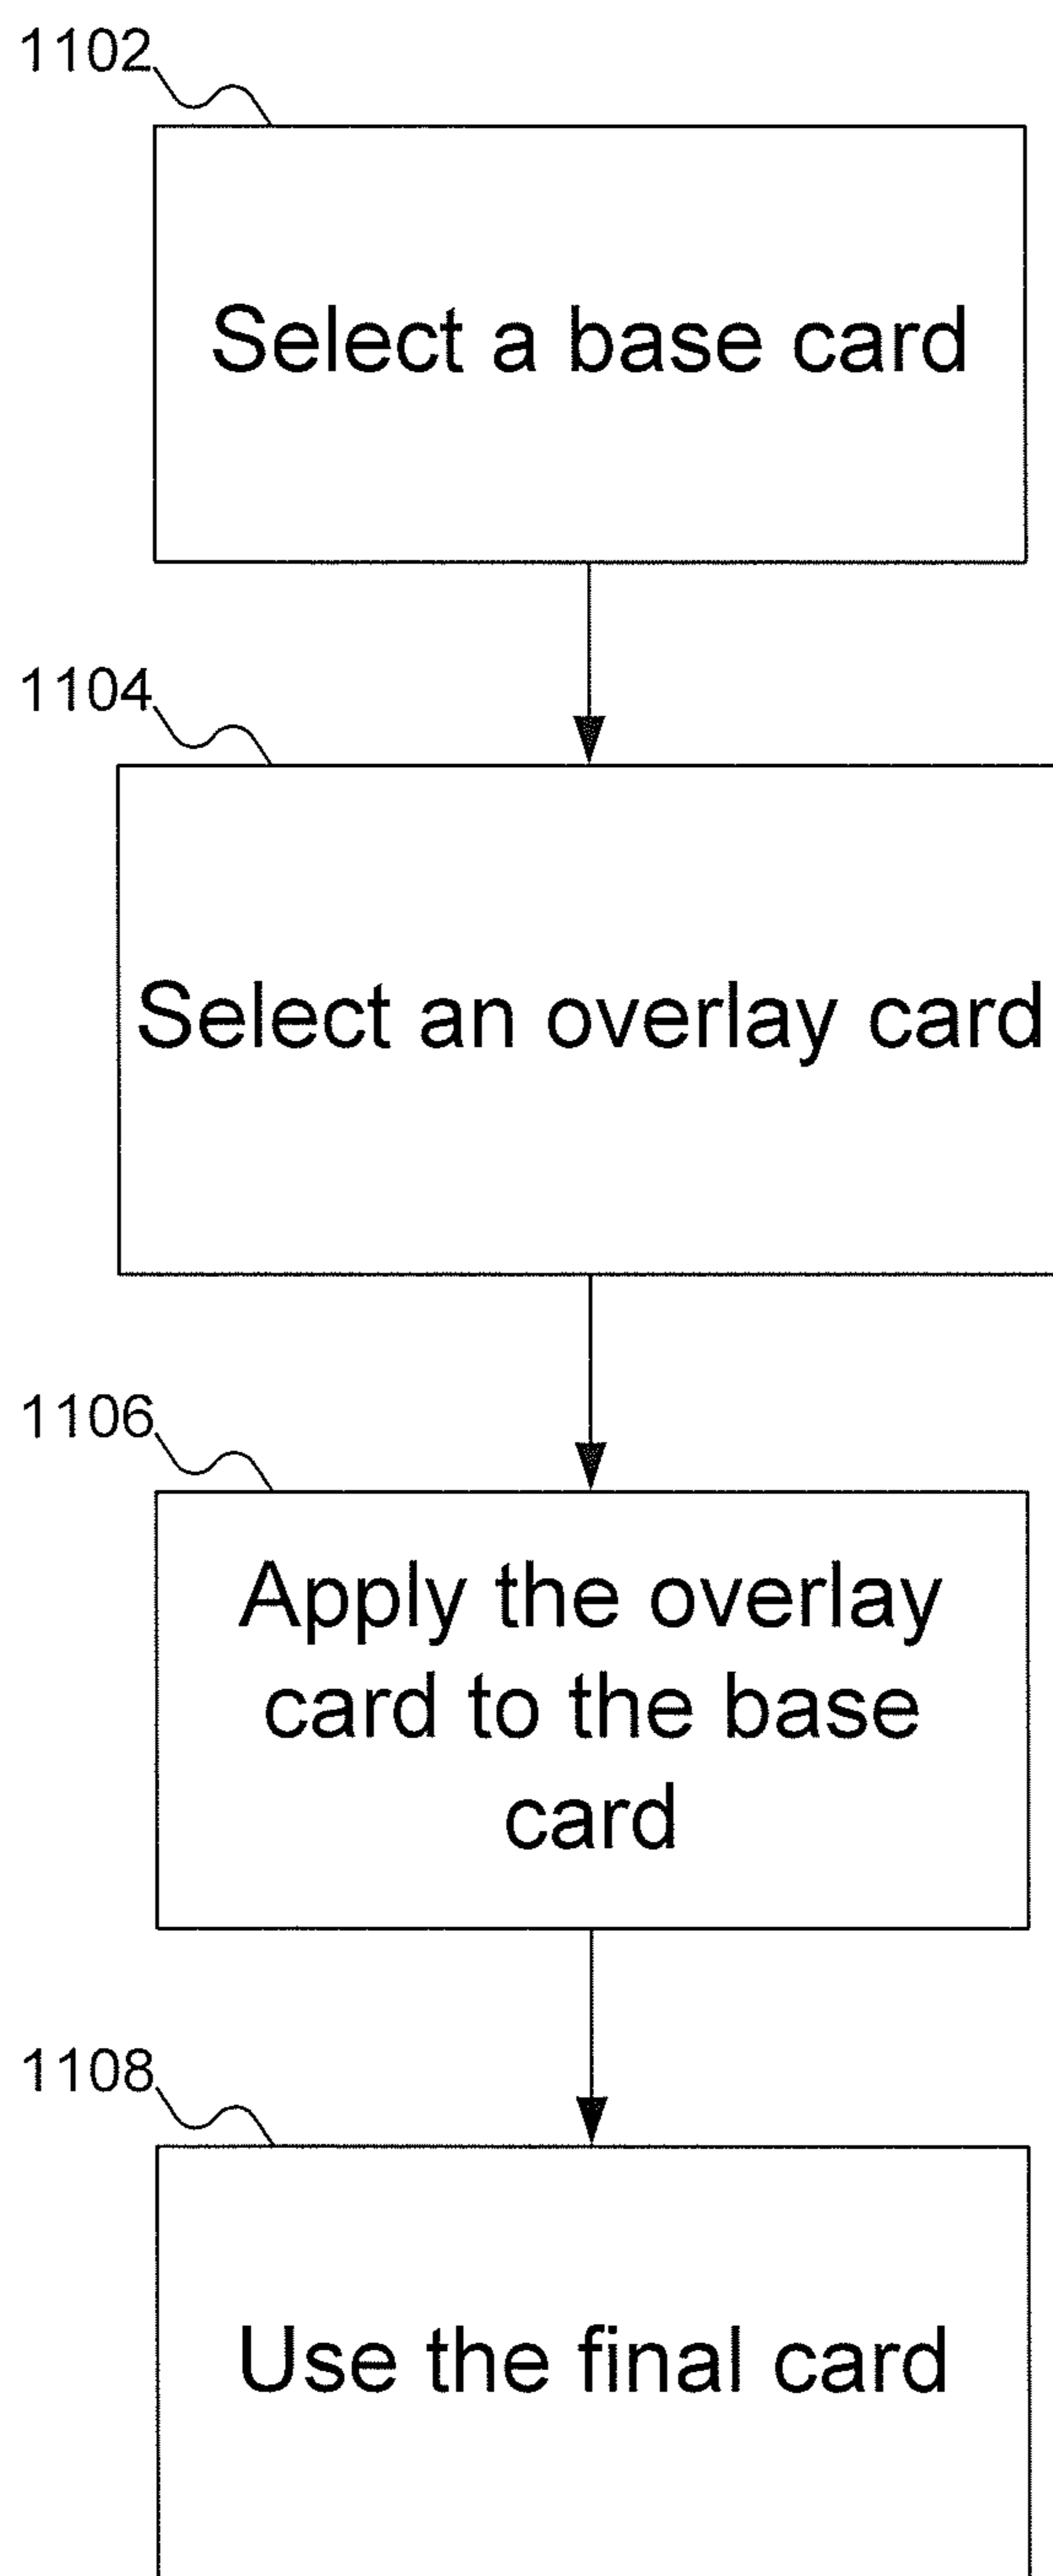 1102
Select a base card
1104
Select an overlay card
1106
Apply the overlay
card to the base
card
1108
Use the final card